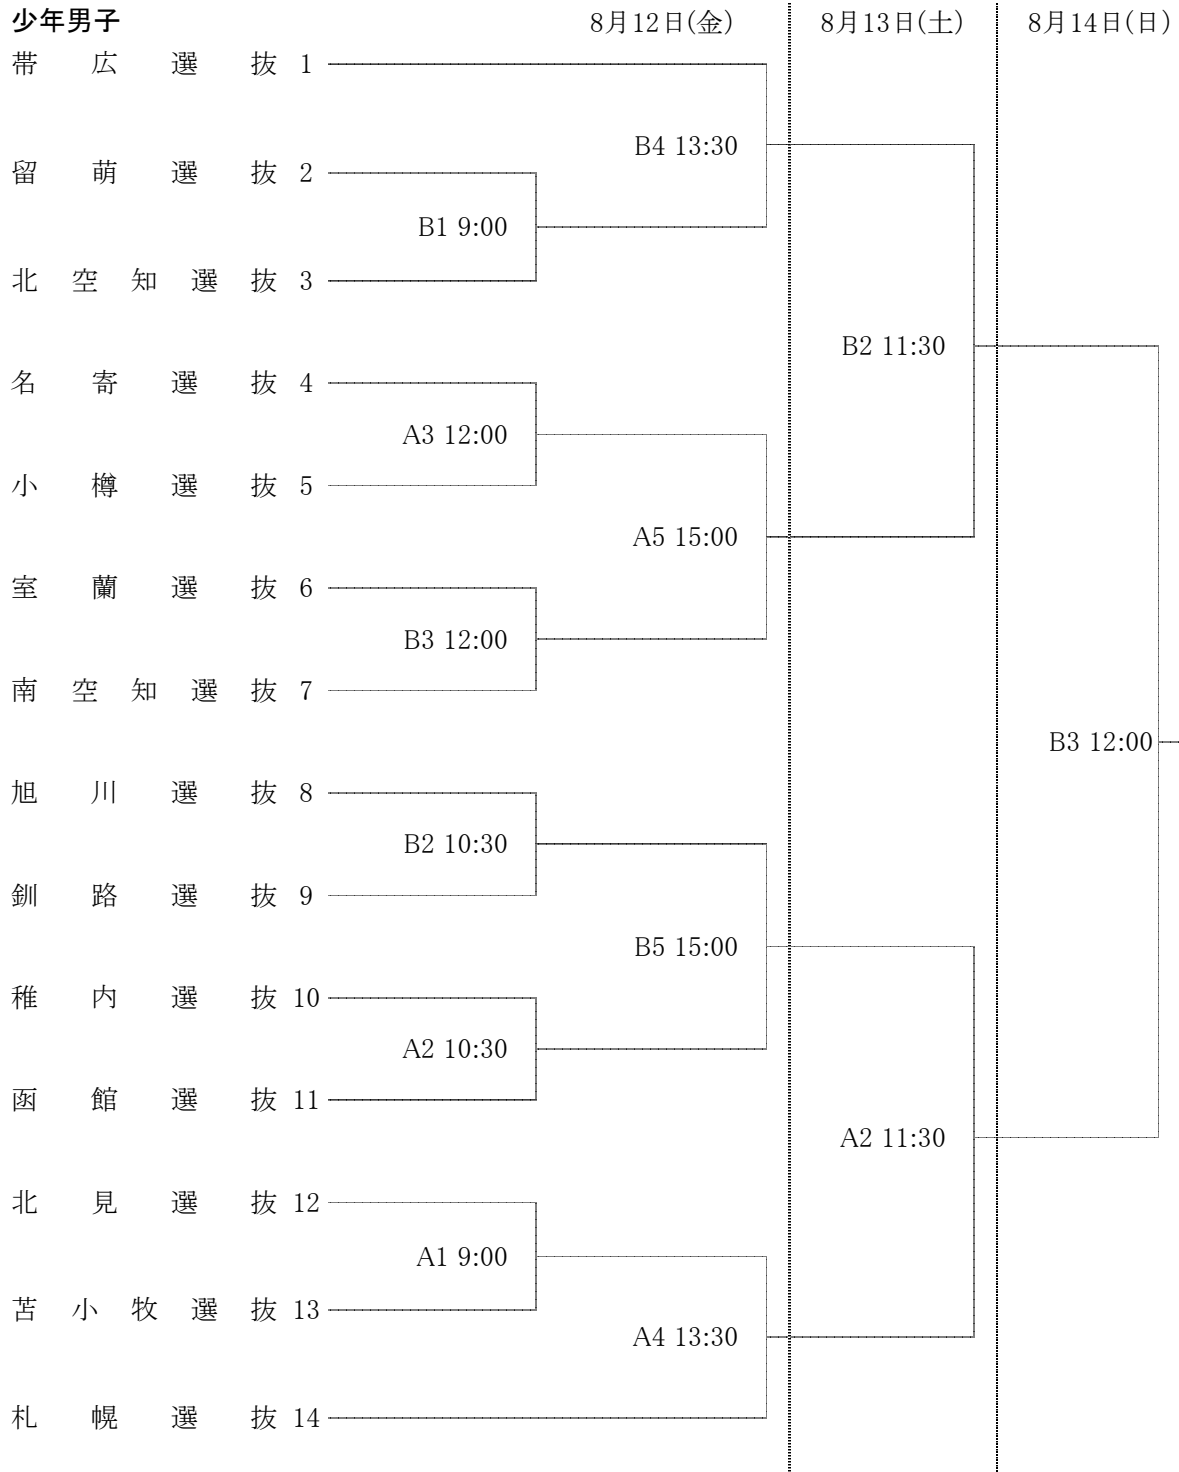 少年男子 8月12日(金) 8月13日(土) 8月14日(日)
帯広選抜 1
B4 13:30
留萌選抜 2
B1 9:00
北空知選抜 3
B2 11:30
名寄選抜 4
A3 12:00
小樽選抜 5
A5 15:00
室蘭選抜 6
B3 12:00
南空知選抜 7
B3 12:00
旭川選抜 8
B2 10:30
釧路選抜 9
B5 15:00
稚内選抜 10
A2 10:30
函館選抜 11
A2 11:30
北見選抜 12
A1 9:00
苫小牧選抜 13
A4 13:30
札幌選抜 14